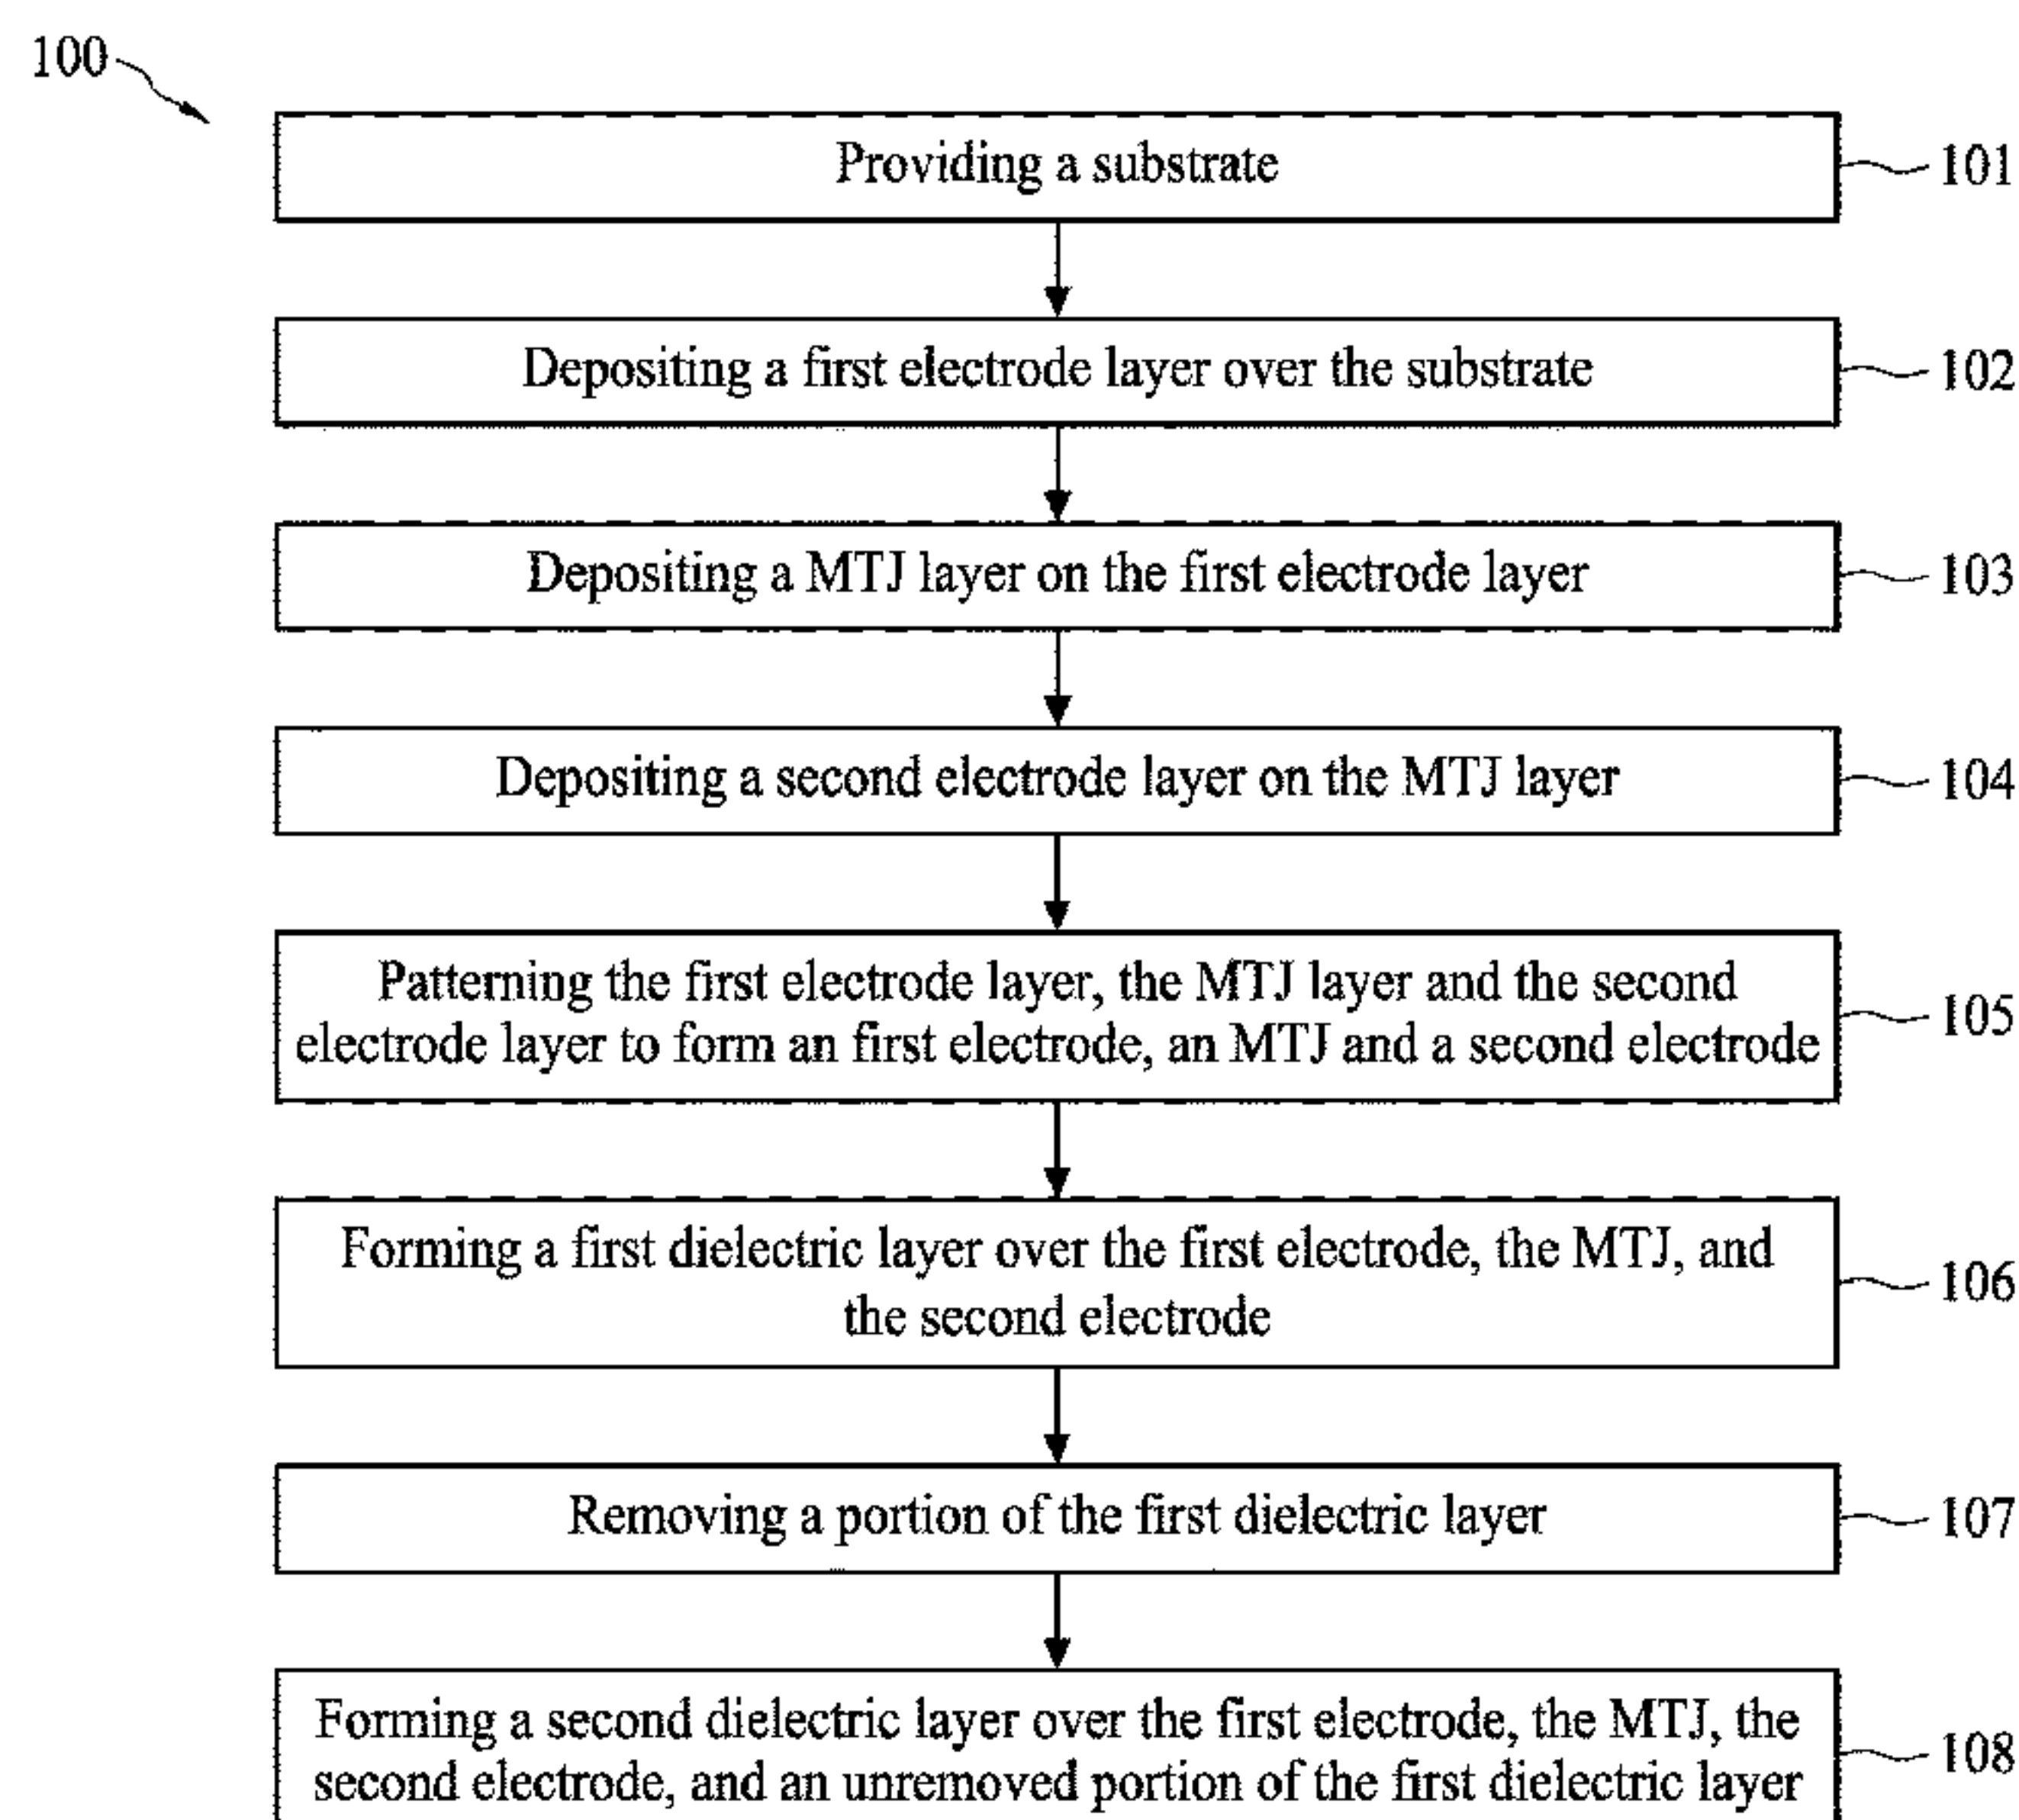 100
Providing a substrate
101
Depositing a first electrode layer over the substrate
102
Depositing a MTJ layer on the first electrode layer
103
Depositing a second electrode layer on the MTJ layer
104
Patterning the first electrode layer, the MTJ layer and the second
electrode layer to form an first electrode, an MTJ and a second electrode
105
Forming a first dielectric layer over the first electrode, the MTJ, and
the second electrode
106
Removing a portion of the first dielectric layer
107
Forming a second dielectric layer over the first electrode, the MTJ, the
second electrode, and an unremoved portion of the first dielectric layer
108